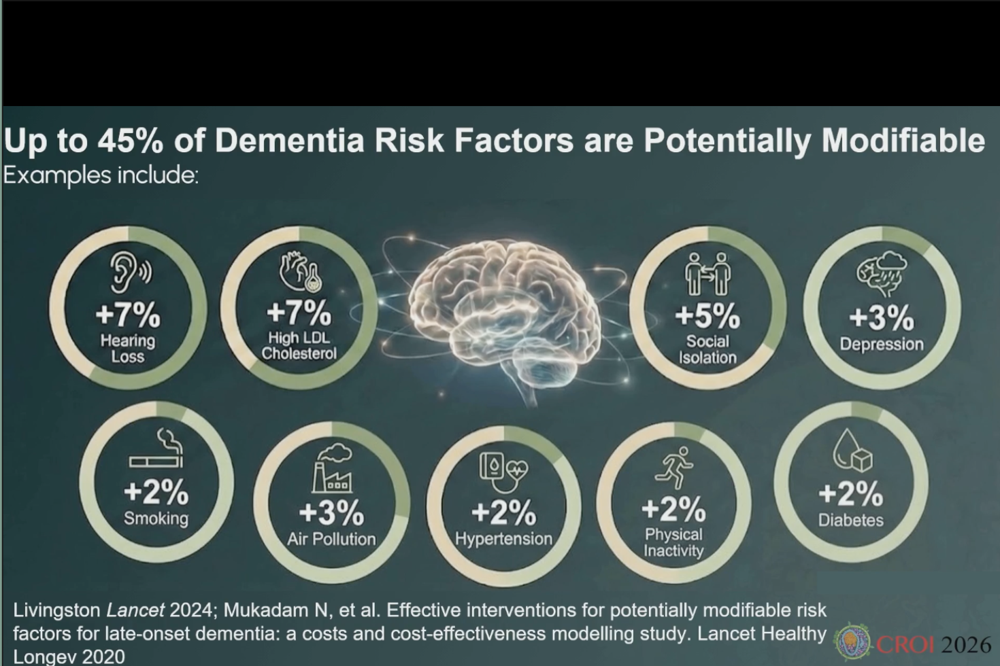 Up to 45% of Dementia Risk Factors are Potentially Modifiable
Examples include:
+7%
Hearing
Loss
+7%
High LDL
Cholesterol
+5%
Social
Isolation
+3%
Depression
+2%
Smoking
+3%
Air Pollution
+2%
Hypertension
+2%
Physical
Inactivity
+2%
Diabetes
Livingston Lancet 2024; Mukadam N, et al. Effective interventions for potentially modifiable risk
factors for late-onset dementia: a costs and cost-effectiveness modelling study. Lancet Healthy
Longev 2020
CROI 2026